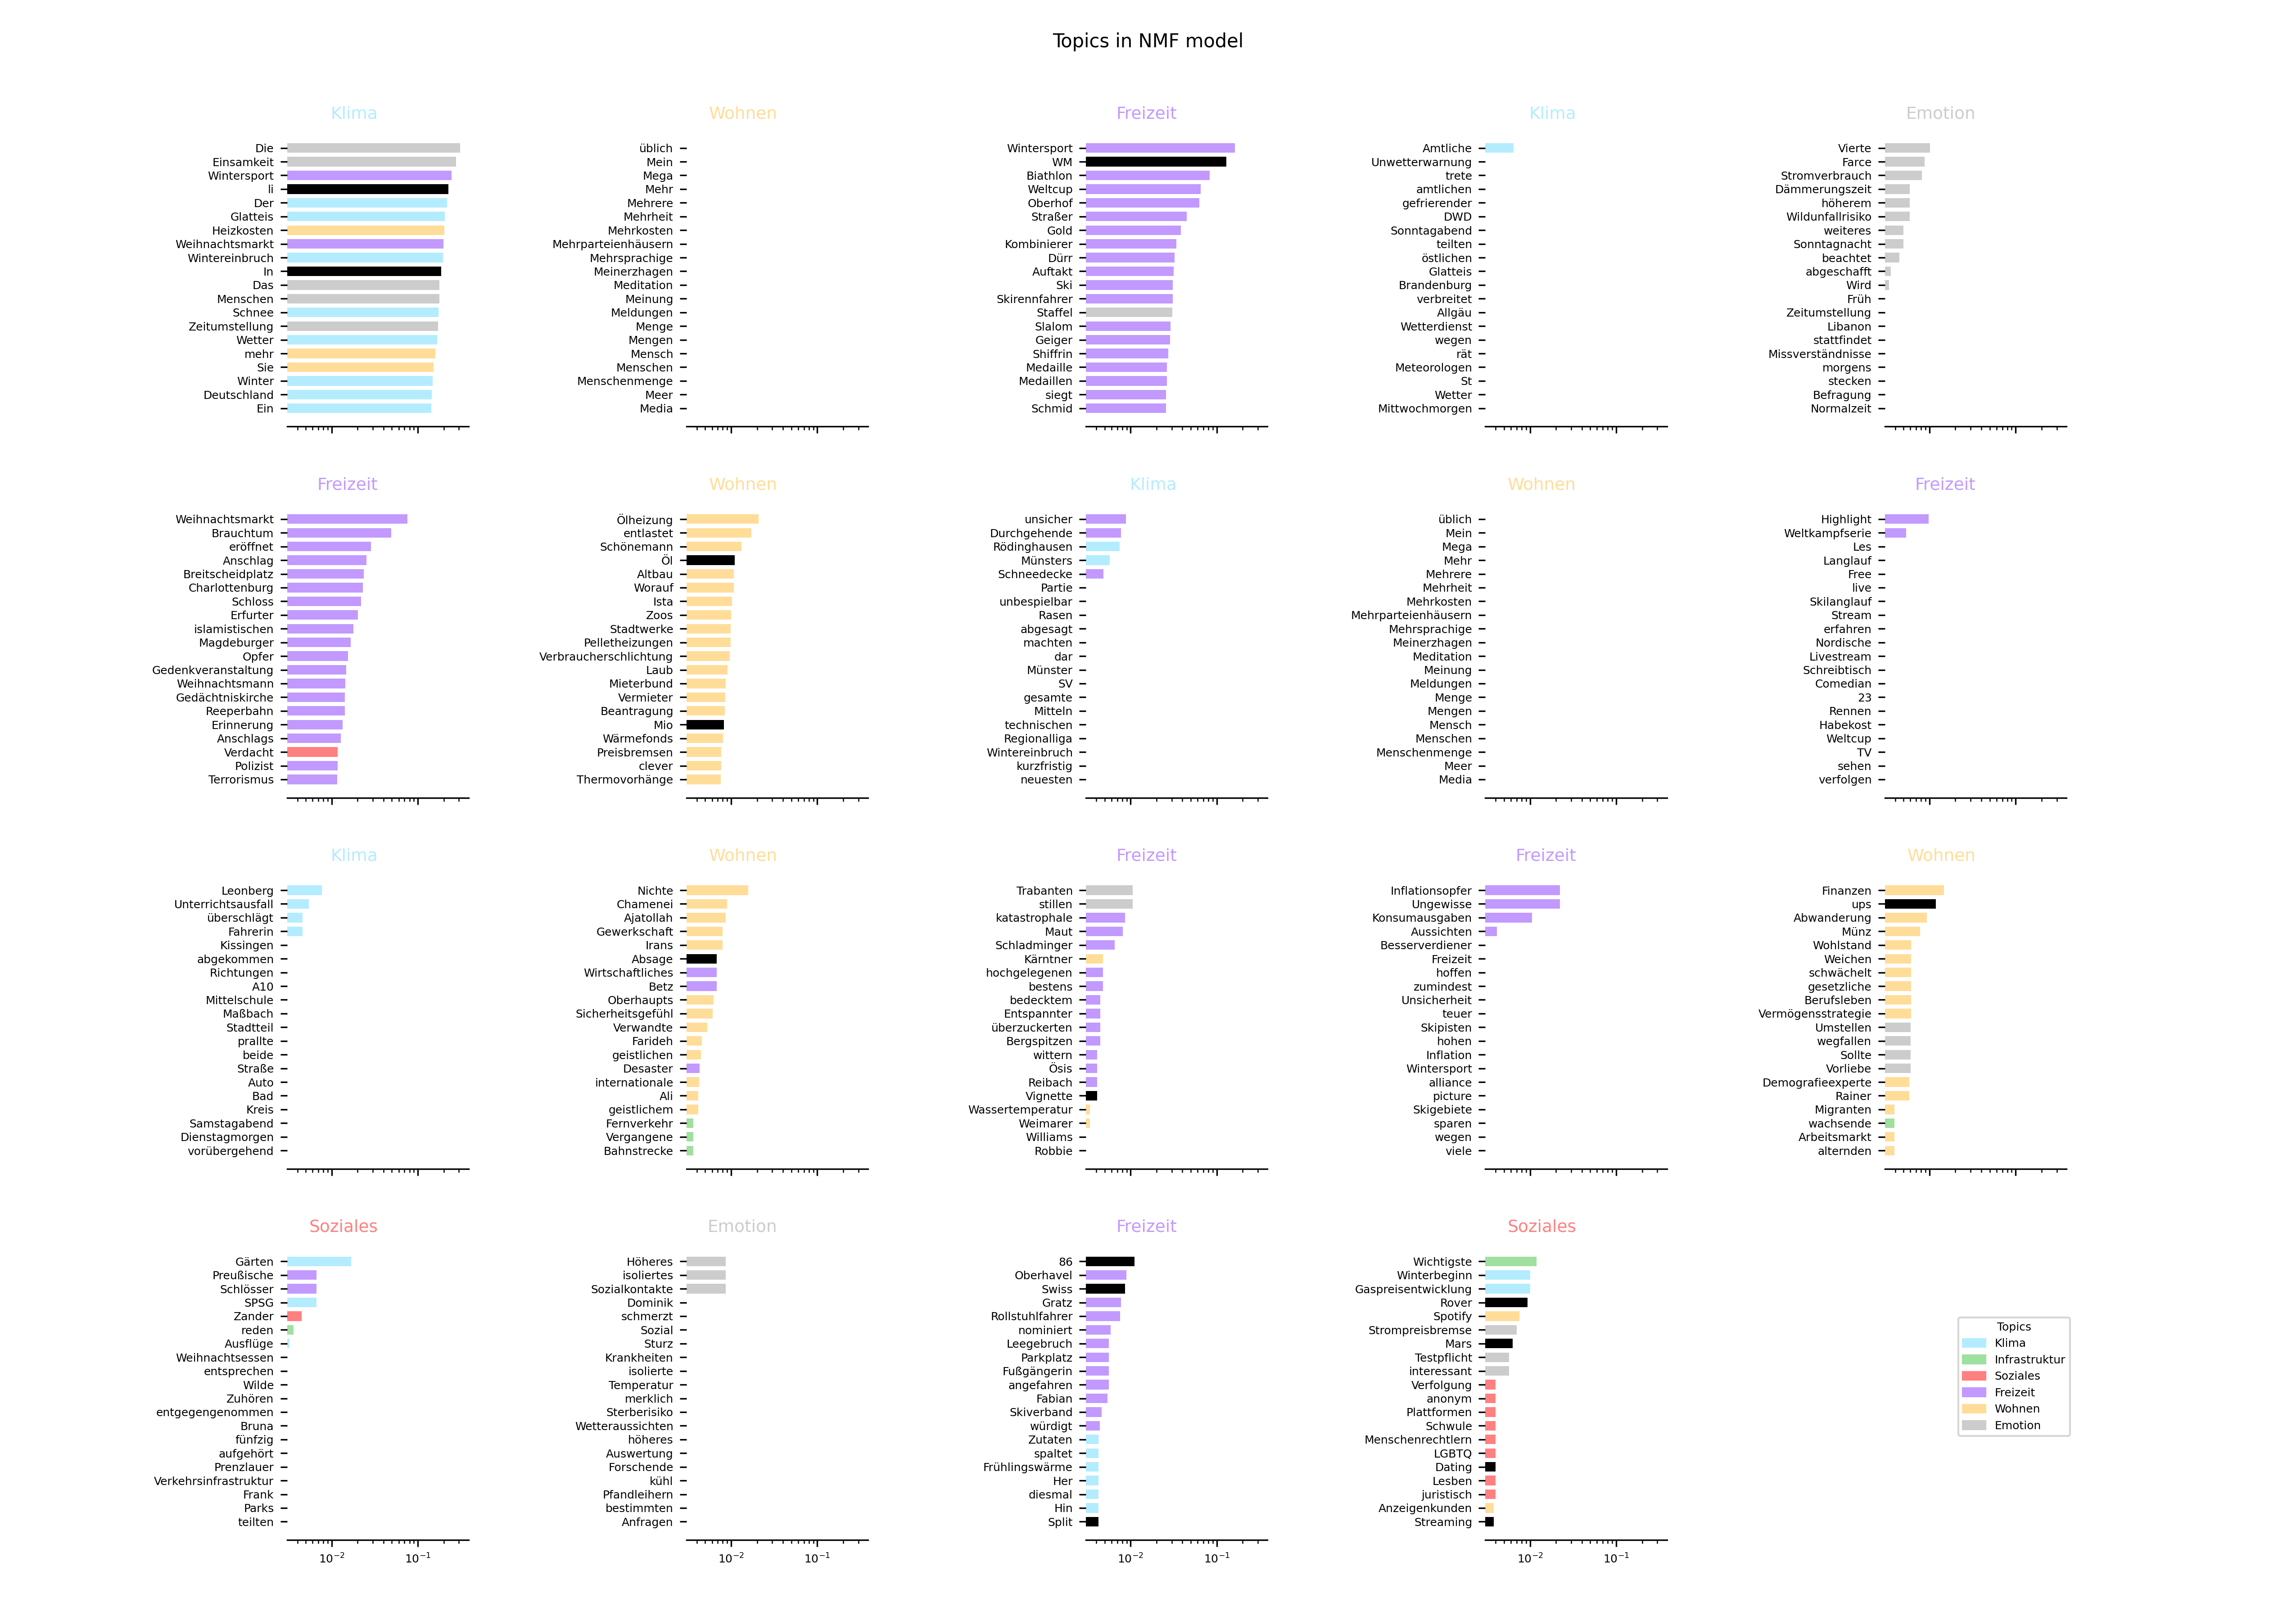 Topics in NMF model
Klima
Die
Einsamkeit
Wintersport
li
Der
Glatteis
Heizkosten
Weihnachtsmarkt
Wintereinbruch
In
Das
Menschen
Schnee
Zeitumstellung
Wetter
mehr
Sie
Winter
Deutschland
Ein
Wohnen
üblich
Mein
Mega
Mehr
Mehrere
Mehrheit
Mehrkosten
Mehrparteienhäusern
Mehrsprachige
Meinerzhagen
Meditation
Meinung
Meldungen
Menge
Mengen
Mensch
Menschen
Menschenmenge
Meer
Media
Freizeit
Wintersport
WM
Biathlon
Weltcup
Oberhof
Straßer
Gold
Kombinierer
Dürr
Auftakt
Ski
Skirennfahrer
Staffel
Slalom
Geiger
Shiffrin
Medaille
Medaillen
siegt
Schmid
Klima
Amtliche
Unwetterwarnung
trete
amtlichen
gefrierender
DWD
Sonntagabend
teilten
östlichen
Glatteis
Brandenburg
verbreitet
Allgäu
Wetterdienst
wegen
rät
Meteorologen
St
Wetter
Mittwochmorgen
Emotion
Vierte
Farce
Stromverbrauch
Dämmerungszeit
höherem
Wildunfallrisiko
weiteres
Sonntagnacht
beachtet
abgeschafft
Wird
Früh
Zeitumstellung
Libanon
stattfindet
Missverständnisse
morgens
stecken
Befragung
Normalzeit
Freizeit
Weihnachtsmarkt
Brauchtum
eröffnet
Anschlag
Breitscheidplatz
Charlottenburg
Schloss
Erfurter
islamistischen
Magdeburger
Opfer
Gedenkveranstaltung
Weihnachtsmann
Gedächtniskirche
Reeperbahn
Erinnerung
Anschlags
Verdacht
Polizist
Terrorismus
Wohnen
Ölheizung
entlastet
Schönemann
Öl
Altbau
Worauf
Ista
Zoos
Stadtwerke
Pelletheizungen
Verbraucherschlichtung
Laub
Mieterbund
Vermieter
Beantragung
Mio
Wärmefonds
Preisbremsen
clever
Thermovorhänge
Klima
unsicher
Durchgehende
Rödinghausen
Münsters
Schneedecke
Partie
unbespielbar
Rasen
abgesagt
machten
dar
Münster
SV
gesamte
Mitteln
technischen
Regionalliga
Wintereinbruch
kurzfristig
neuesten
Wohnen
üblich
Mein
Mega
Mehr
Mehrere
Mehrheit
Mehrkosten
Mehrparteienhäusern
Mehrsprachige
Meinerzhagen
Meditation
Meinung
Meldungen
Menge
Mengen
Mensch
Menschen
Menschenmenge
Meer
Media
Freizeit
Highlight
Weltkampfserie
Les
Langlauf
Free
live
Skilanglauf
Stream
erfahren
Nordische
Livestream
Schreibtisch
Comedian
23
Rennen
Habekost
Weltcup
TV
sehen
verfolgen
Klima
Leonberg
Unterrichtsausfall
überschlägt
Fahrerin
Kissingen
abgekommen
Richtungen
A10
Mittelschule
Maßbach
Stadtteil
prallte
beide
Straße
Auto
Bad
Kreis
Samstagabend
Dienstagmorgen
vorübergehend
Wohnen
Nichte
Chamenei
Ajatollah
Gewerkschaft
Irans
Absage
Wirtschaftliches
Betz
Oberhaupts
Sicherheitsgefühl
Verwandte
Farideh
geistlichen
Desaster
internationale
Ali
geistlichem
Fernverkehr
Vergangene
Bahnstrecke
Freizeit
Trabanten
stillen
katastrophale
Maut
Schladminger
Kärntner
hochgelegenen
bestens
bedecktem
Entspannter
überzuckerten
Bergspitzen
wittern
Ösis
Reibach
Vignette
Wassertemperatur
Weimarer
Williams
Robbie
Freizeit
Inflationsopfer
Ungewisse
Konsumausgaben
Aussichten
Besserverdiener
Freizeit
hoffen
zumindest
Unsicherheit
teuer
Skipisten
hohen
Inflation
Wintersport
alliance
picture
Skigebiete
sparen
wegen
viele
Wohnen
Finanzen
ups
Abwanderung
Münz
Wohlstand
Weichen
schwächelt
gesetzliche
Berufsleben
Vermögensstrategie
Umstellen
wegfallen
Sollte
Vorliebe
Demografieexperte
Rainer
Migranten
wachsende
Arbeitsmarkt
alternden
Soziales
Gärten
Preußische
Schlösser
SPSG
Zander
reden
Ausflüge
Weihnachtsessen
entsprechen
Wilde
Zuhören
entgegengenommen
Bruna
fünfzig
aufgehört
Prenzlauer
Verkehrsinfrastruktur
Frank
Parks
teilten
10⁻² 10⁻¹
Emotion
Höheres
isoliertes
Sozialkontakte
Dominik
schmerzt
Sozial
Sturz
Krankheiten
isolierte
Temperatur
merklich
Sterberisiko
Wetteraussichten
höheres
Auswertung
Forschende
kühl
Pfandleihern
bestimmten
Anfragen
10⁻² 10⁻¹
Freizeit
86
Oberhavel
Swiss
Gratz
Rollstuhlfahrer
nominiert
Leegebruch
Parkplatz
Fußgängerin
angefahren
Fabian
Skiverband
würdigt
Zutaten
spaltet
Frühlingswärme
Her
diesmal
Hin
Split
10⁻² 10⁻¹
Soziales
Wichtigste
Winterbeginn
Gaspreisentwicklung
Rover
Spotify
Strompreisbremse
Mars
Testpflicht
interessant
Verfolgung
anonym
Plattformen
Schwule
Menschenrechtlern
LGBTQ
Dating
Lesben
juristisch
Anzeigenkunden
Streaming
10⁻² 10⁻¹
Topics
Klima
Infrastruktur
Soziales
Freizeit
Wohnen
Emotion